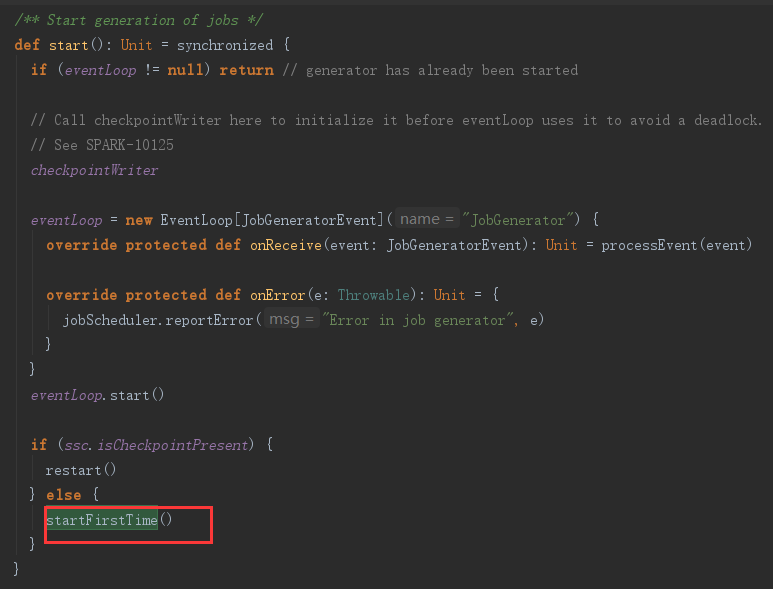 /** Start generation of jobs */
def start(): Unit = synchronized {
if (eventLoop != null) return // generator has already been started
// Call checkpointWriter here to initialize it before eventLoop uses it to avoid a deadlock.
// See SPARK-10125
checkpointWriter
eventLoop = new EventLoop[JobGeneratorEvent]( name = "JobGenerator") {
override protected def onReceive(event: JobGeneratorEvent): Unit = processEvent(event)
override protected def onError(e: Throwable): Unit = {
jobScheduler.reportError( msg = "Error in job generator", e)
}
}
eventLoop.start()
if (ssc.isCheckpointPresent) {
restart()
} else {
startFirstTime()
}
}